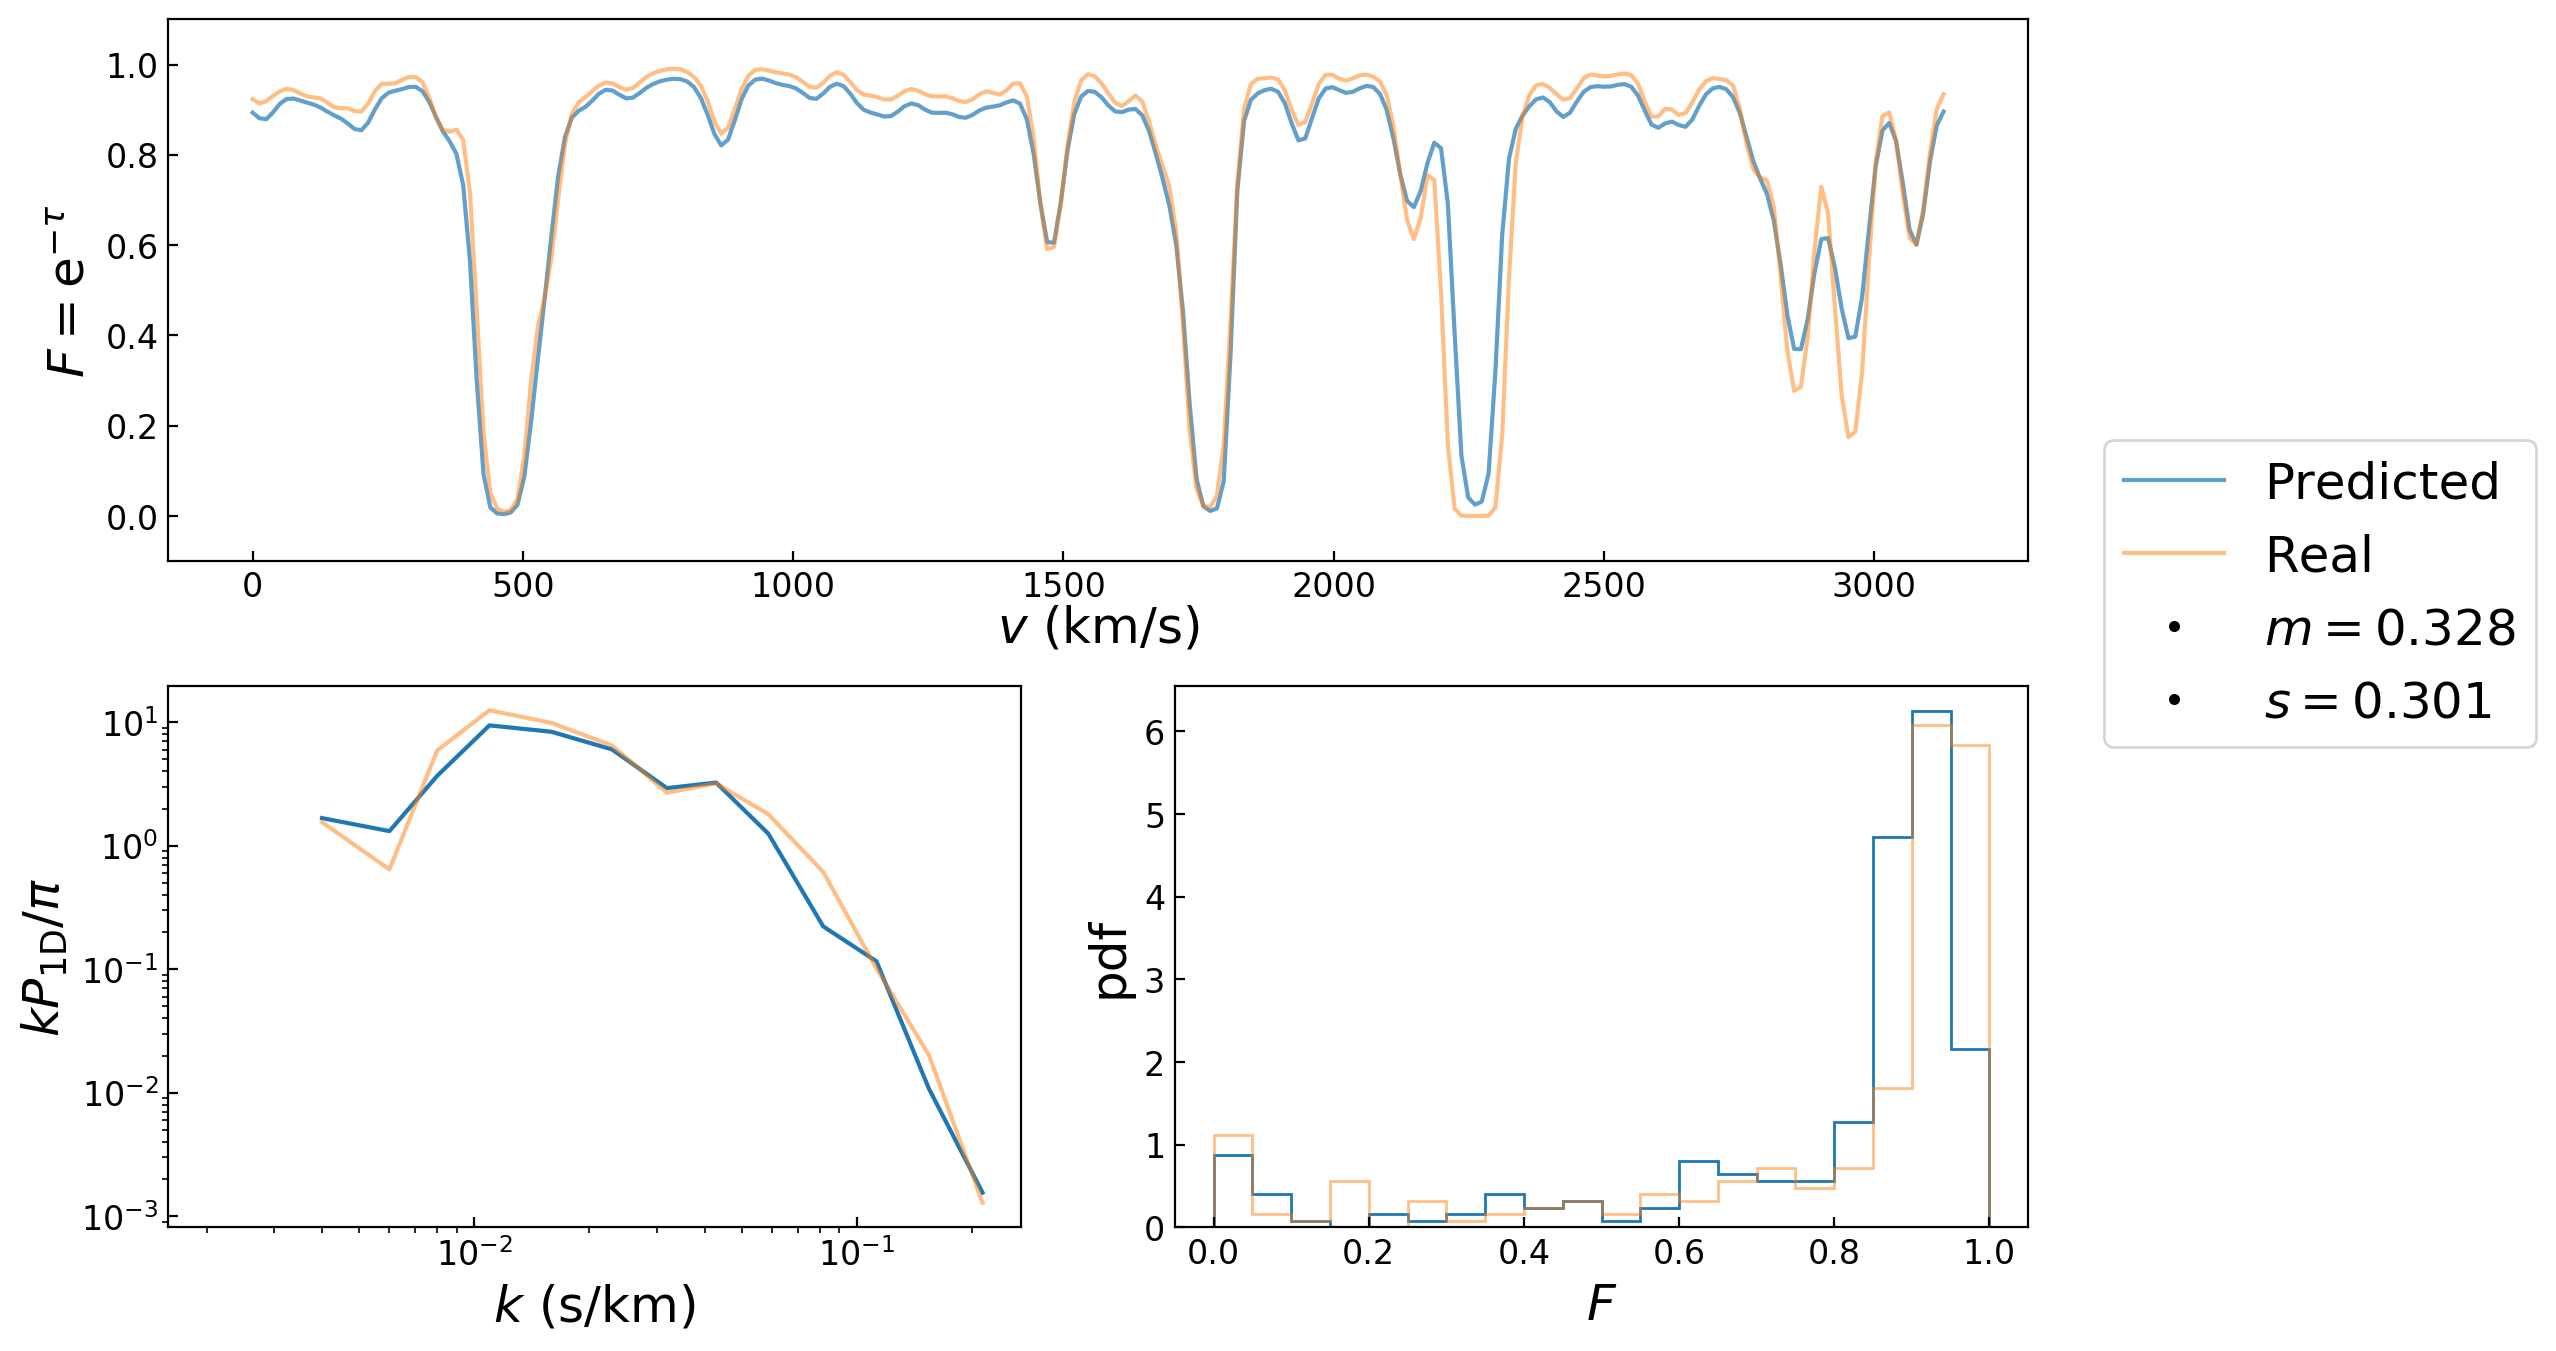 1.0
0.8
0.6
0.4
0.2
0.0
F = e^{-τ}
0 500 1000 1500 2000 2500 3000
v (km/s)
Predicted
Real
m = 0.328
s = 0.301
10^1
10^0
10^{-1}
10^{-2}
10^{-3}
kP_{1D}/π
10^{-2} 10^{-1}
k (s/km)
6
5
4
3
2
1
0
pdf
0.0 0.2 0.4 0.6 0.8 1.0
F